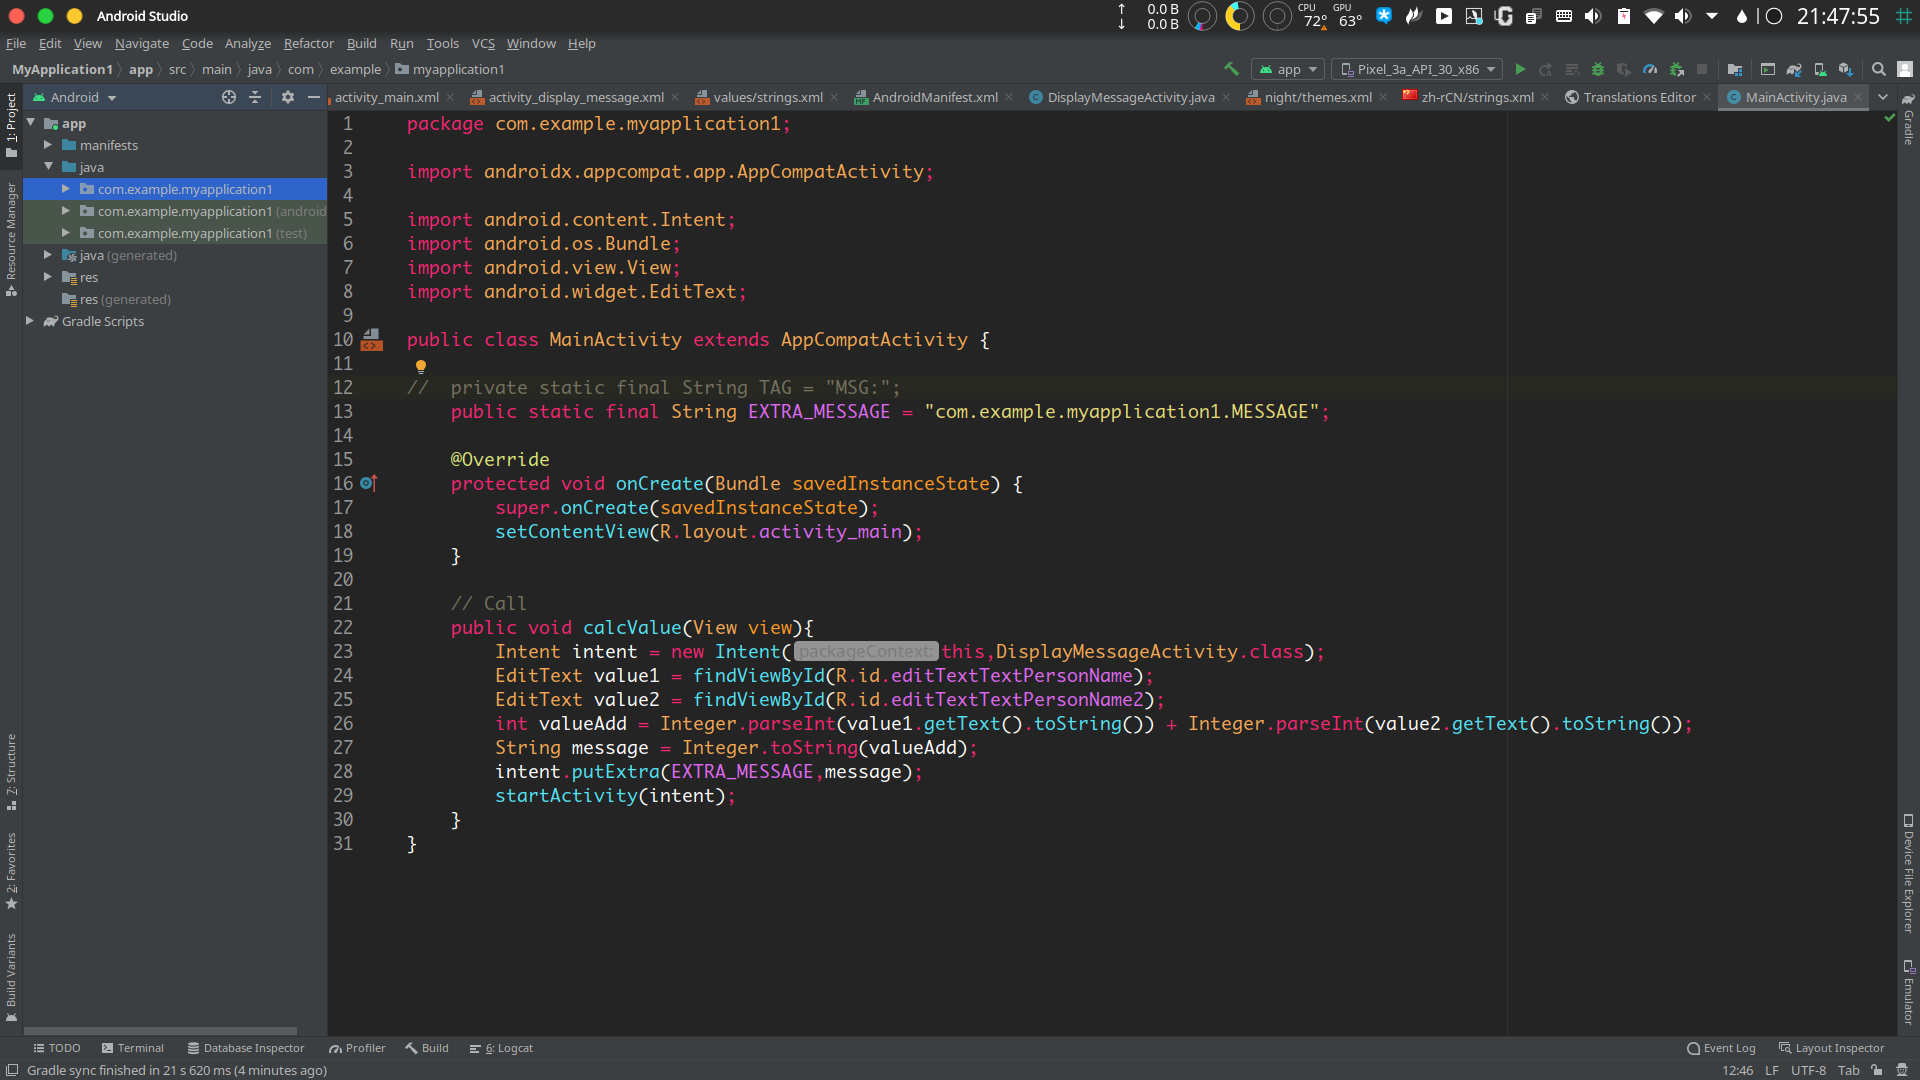 Android Studio
0.0 B
0.0 B
CPU
72°
GPU
63°
21:47:55
File Edit View Navigate Code Analyze Refactor Build Run Tools VCS Window Help
MyApplication1 app src main java com example myapplication1
app
Pixel_3a_API_30_x86
Android
activity_main.xml
activity_display_message.xml
values/strings.xml
AndroidManifest.xml
DisplayMessageActivity.java
night/themes.xml
zh-rCN/strings.xml
Translations Editor
MainActivity.java
1: Project
Resource Manager
7: Structure
2: Favorites
Build Variants
app
manifests
java
com.example.myapplication1
com.example.myapplication1 (android
com.example.myapplication1 (test)
java (generated)
res
res (generated)
Gradle Scripts
1 package com.example.myapplication1;
2
3 import androidx.appcompat.app.AppCompatActivity;
4
5 import android.content.Intent;
6 import android.os.Bundle;
7 import android.view.View;
8 import android.widget.EditText;
9
10 public class MainActivity extends AppCompatActivity {
11
12 //  private static final String TAG = "MSG:";
13     public static final String EXTRA_MESSAGE = "com.example.myapplication1.MESSAGE";
14
15     @Override
16     protected void onCreate(Bundle savedInstanceState) {
17         super.onCreate(savedInstanceState);
18         setContentView(R.layout.activity_main);
19     }
20
21     // Call
22     public void calcValue(View view){
23         Intent intent = new Intent( packageContext: this,DisplayMessageActivity.class);
24         EditText value1 = findViewById(R.id.editTextTextPersonName);
25         EditText value2 = findViewById(R.id.editTextTextPersonName2);
26         int valueAdd = Integer.parseInt(value1.getText().toString()) + Integer.parseInt(value2.getText().toString());
27         String message = Integer.toString(valueAdd);
28         intent.putExtra(EXTRA_MESSAGE,message);
29         startActivity(intent);
30     }
31 }
Gradle
Device File Explorer
Emulator
TODO
Terminal
Database Inspector
Profiler
Build
6: Logcat
Event Log
Layout Inspector
Gradle sync finished in 21 s 620 ms (4 minutes ago)
12:46 LF UTF-8 Tab